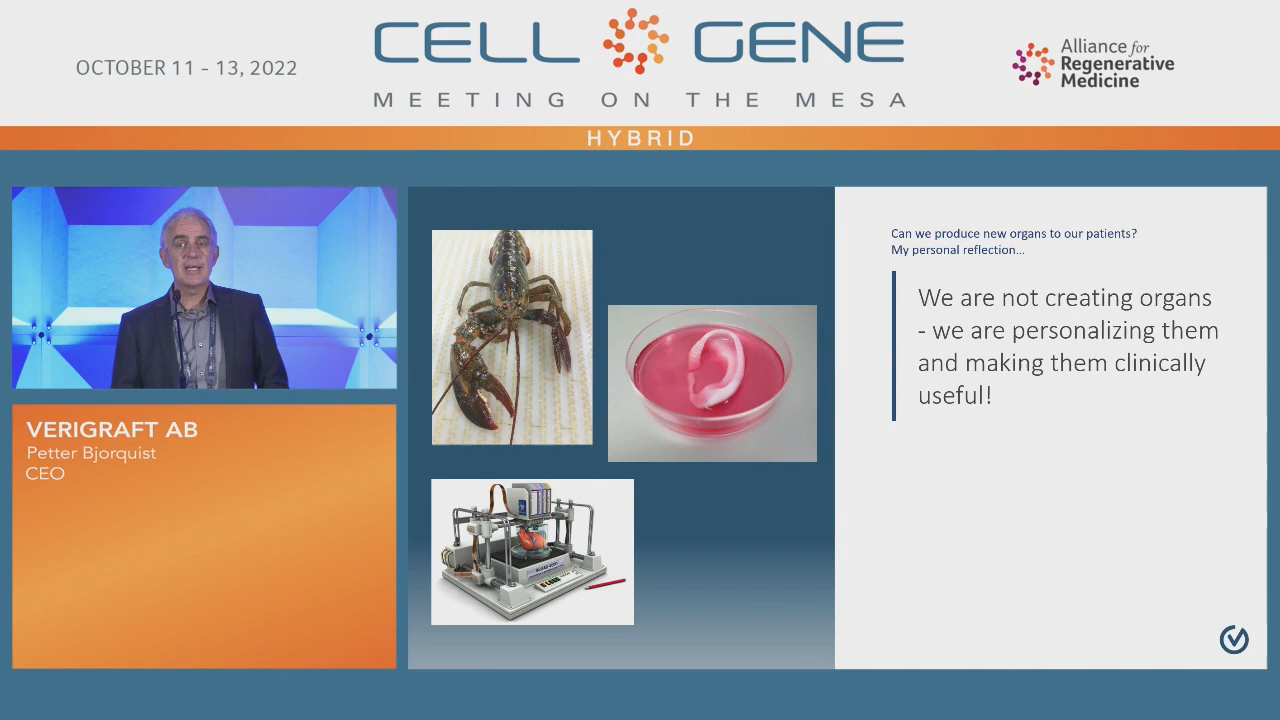 OCTOBER 11 - 13, 2022
CELL GENE
MEETING ON THE MESA
Alliance for
Regenerative
Medicine
HYBRID
VERIGRAFT AB
Petter Bjorquist
CEO
Can we produce new organs to our patients?
My personal reflection...
We are not creating organs
- we are personalizing them
and making them clinically
useful!